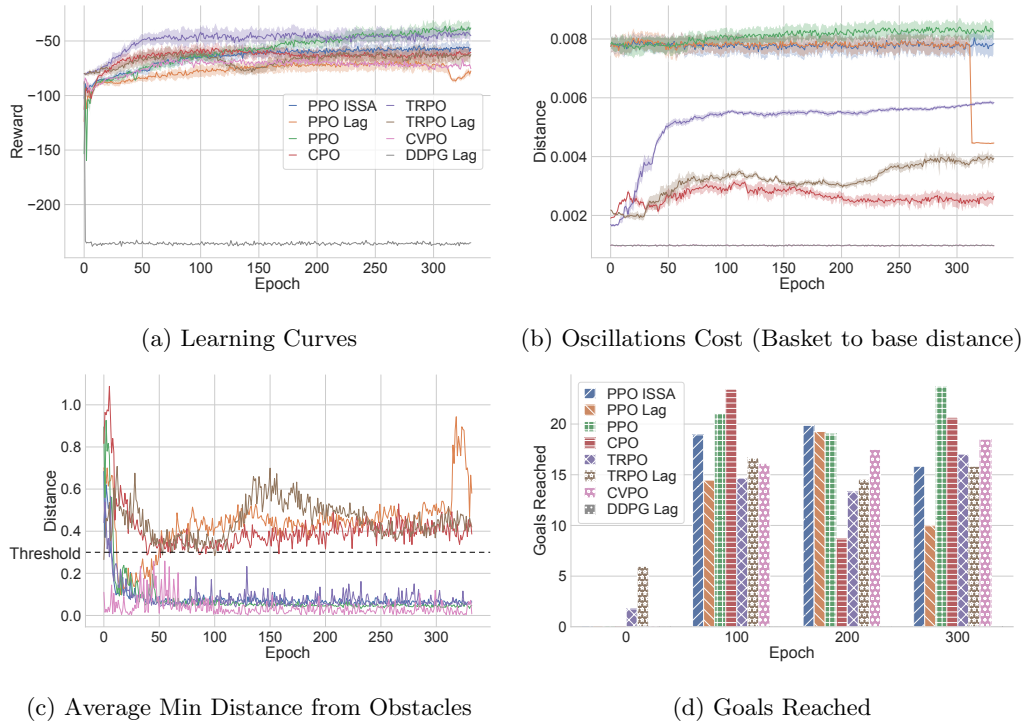 −50
−100
−150
−200
Reward
PPO ISSA
PPO Lag
PPO
CPO
TRPO
TRPO Lag
CVPO
DDPG Lag
0 50 100 150 200 250 300
Epoch
(a) Learning Curves
0.008
0.006
0.004
0.002
Distance
0 50 100 150 200 250 300
Epoch
(b) Oscillations Cost (Basket to base distance)
1.0
0.8
0.6
0.4
Threshold
0.2
0.0
Distance
0 50 100 150 200 250 300
Epoch
(c) Average Min Distance from Obstacles
20
15
10
5
0
Goals Reached
PPO ISSA
PPO Lag
PPO
CPO
TRPO
TRPO Lag
CVPO
DDPG Lag
0 100 200 300
Epoch
(d) Goals Reached